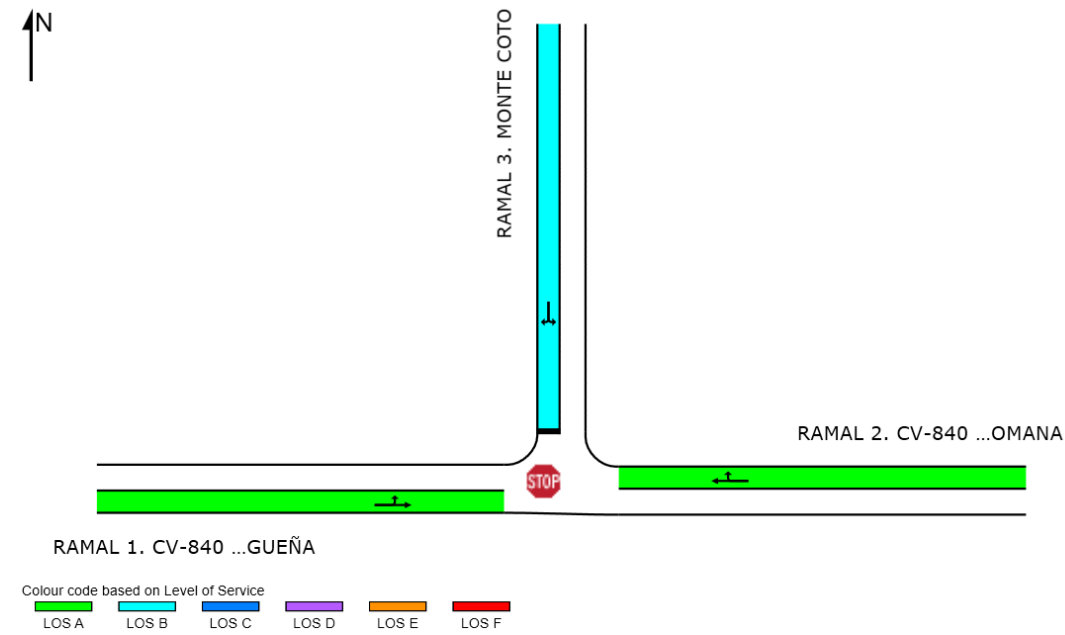 N
RAMAL 3. MONTE COTO
RAMAL 2. CV-840 ...OMANA
STOP
RAMAL 1. CV-840 ...GUEÑA
Colour code based on Level of Service
LOS A LOS B LOS C LOS D LOS E LOS F